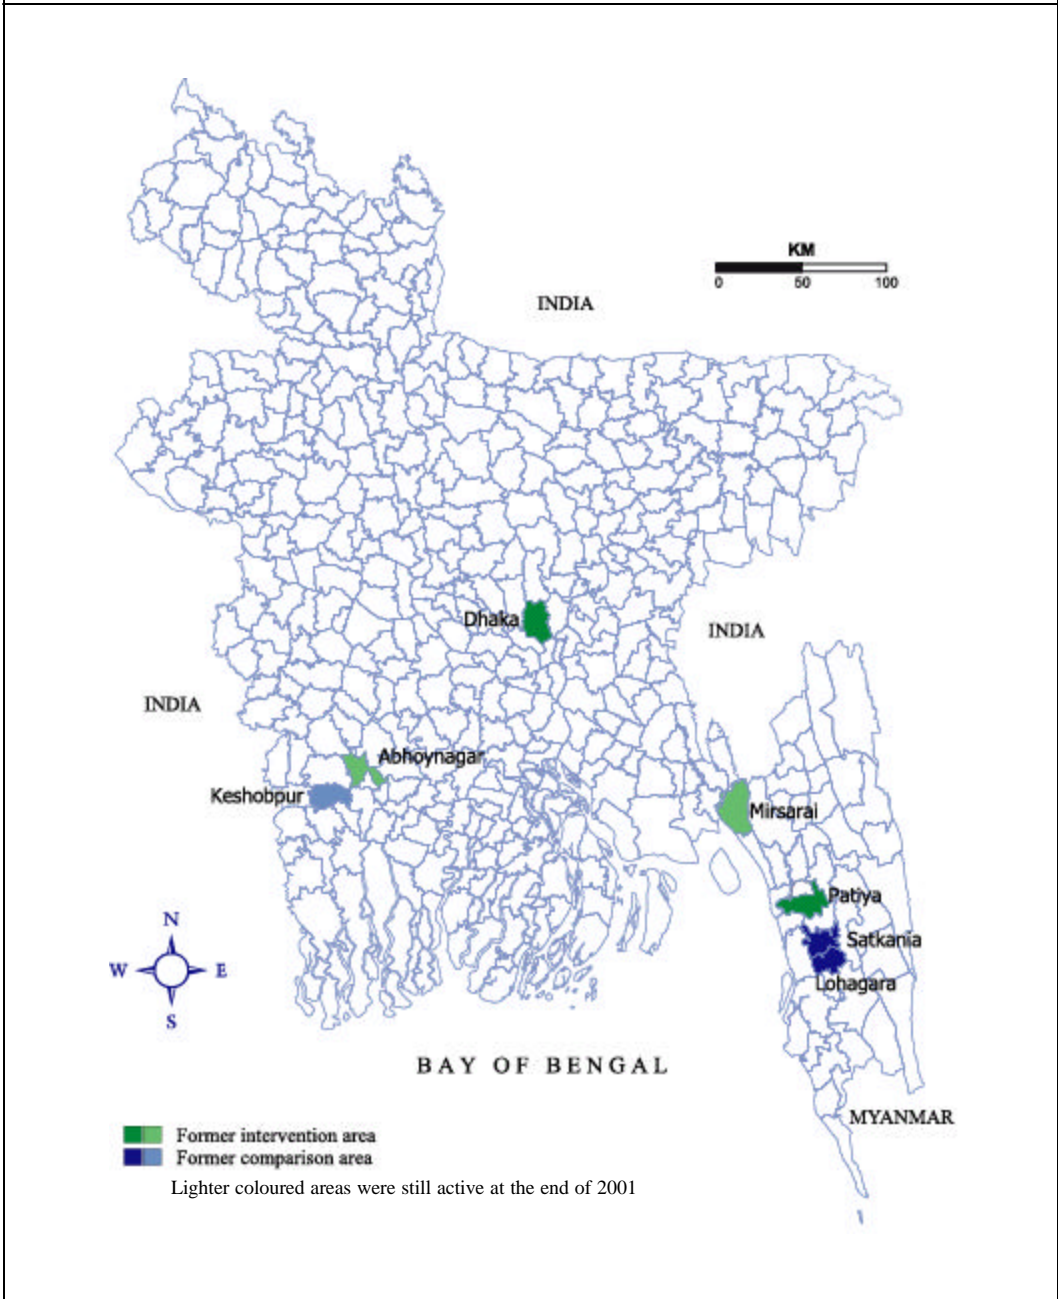 KM
0 50 100
INDIA
Dhaka
INDIA
INDIA
Abhoynagar
Keshobpur
Mirsarai
Patiya
Satkania
Lohagara
N
W E
S
BAY OF BENGAL
MYANMAR
Former intervention area
Former comparison area
Lighter coloured areas were still active at the end of 2001